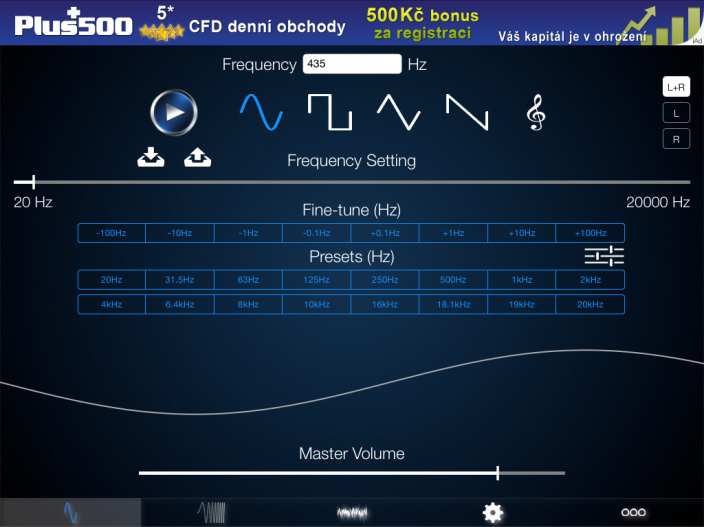 Plus500 5* CFD denní obchody 500Kč bonus
za registraci
Váš kapitál je v ohrožení
iAd
Frequency 435 Hz
L+R
L
R
Frequency Setting
20 Hz 20000 Hz
Fine-tune (Hz)
-100Hz -10Hz -1Hz -0.1Hz +0.1Hz +1Hz +10Hz +100Hz
Presets (Hz)
20Hz 31.5Hz 63Hz 125Hz 250Hz 500Hz 1kHz 2kHz
4kHz 6.4kHz 8kHz 10kHz 16kHz 18.1kHz 19kHz 20kHz
Master Volume